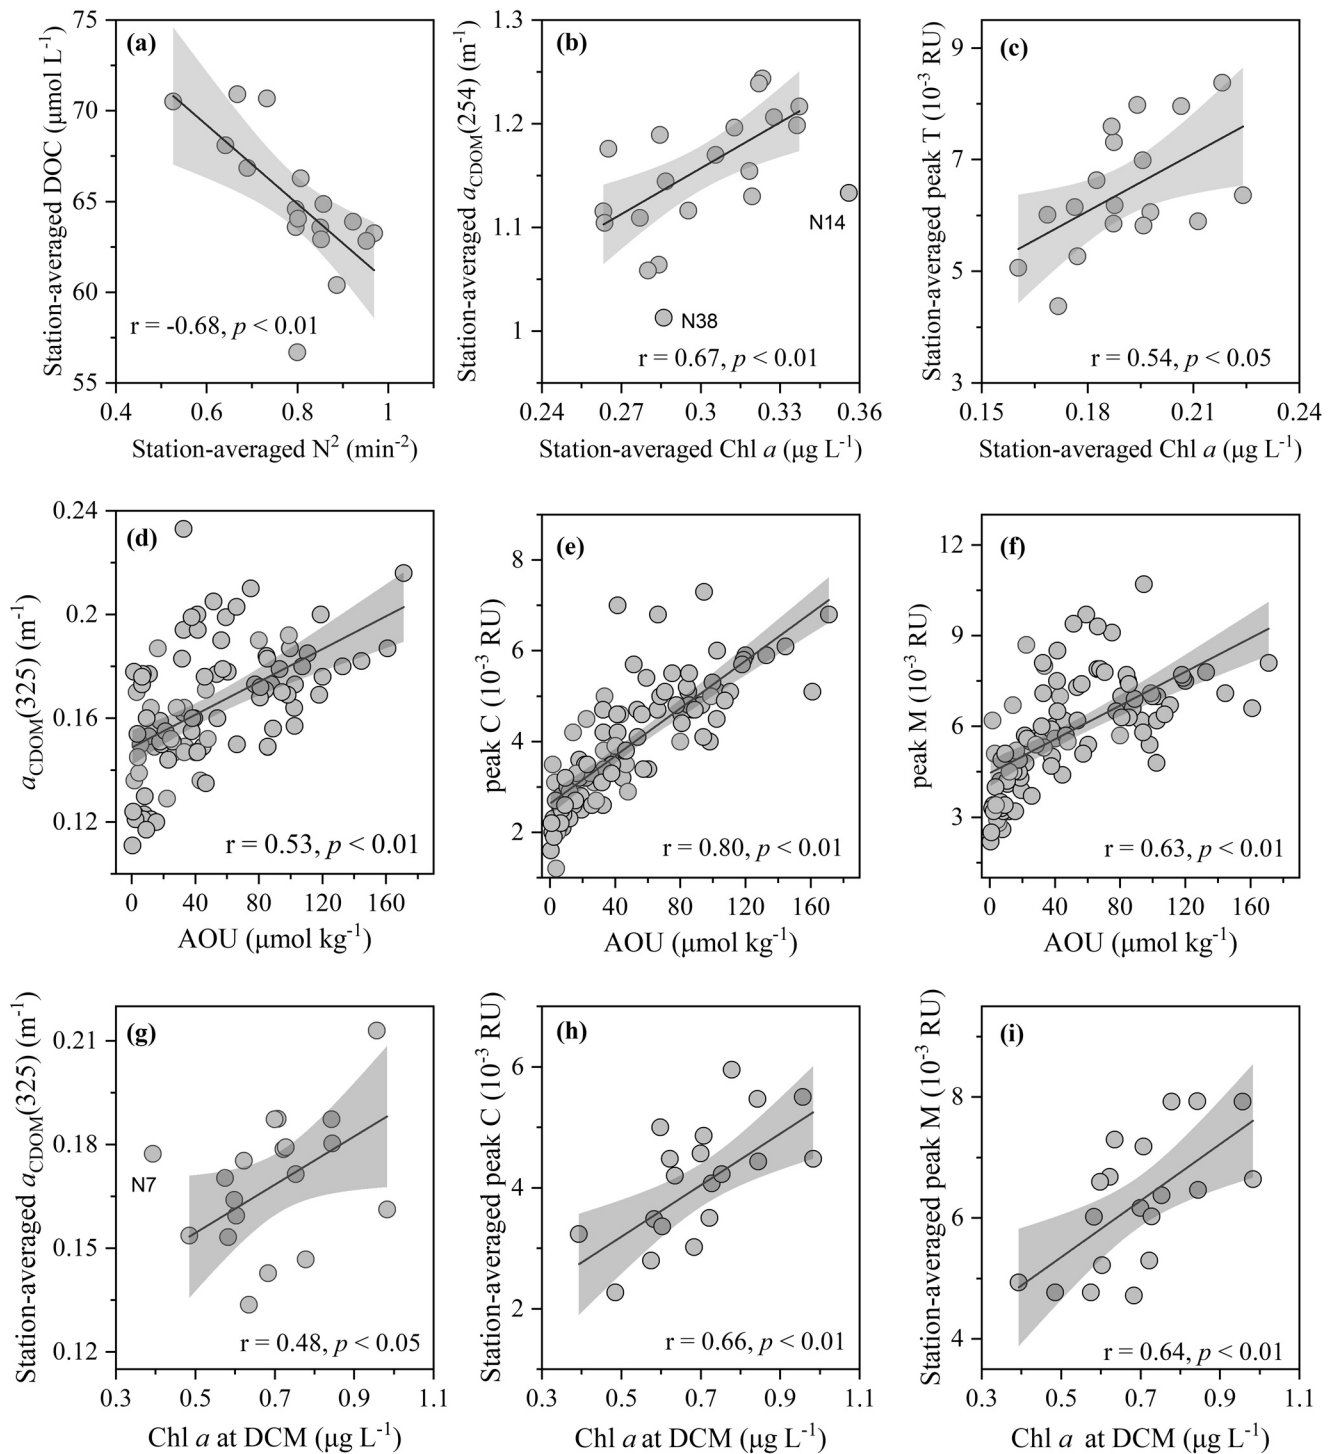 (a)
Station-averaged DOC (μmol L-1)
75
70
65
60
55
r = -0.68, p < 0.01
0.4 0.6 0.8 1
Station-averaged N2 (min-2)
(b)
Station-averaged aCDOM(254) (m-1)
1.3
1.2
1.1
1
N14
N38
r = 0.67, p < 0.01
0.24 0.27 0.3 0.33 0.36
Station-averaged Chl a (μg L-1)
(c)
Station-averaged peak T (10-3 RU)
9
7
5
3
r = 0.54, p < 0.05
0.15 0.18 0.21 0.24
Station-averaged Chl a (μg L-1)
(d)
aCDOM(325) (m-1)
0.24
0.2
0.16
0.12
r = 0.53, p < 0.01
0 40 80 120 160
AOU (μmol kg-1)
(e)
peak C (10-3 RU)
8
6
4
2
r = 0.80, p < 0.01
0 40 80 120 160
AOU (μmol kg-1)
(f)
peak M (10-3 RU)
12
9
6
3
r = 0.63, p < 0.01
0 40 80 120 160
AOU (μmol kg-1)
(g)
Station-averaged aCDOM(325) (m-1)
0.21
0.18
0.15
0.12
N7
r = 0.48, p < 0.05
0.3 0.5 0.7 0.9 1.1
Chl a at DCM (μg L-1)
(h)
Station-averaged peak C (10-3 RU)
6
4
2
r = 0.66, p < 0.01
0.3 0.5 0.7 0.9 1.1
Chl a at DCM (μg L-1)
(i)
Station-averaged peak M (10-3 RU)
8
6
4
r = 0.64, p < 0.01
0.3 0.5 0.7 0.9 1.1
Chl a at DCM (μg L-1)